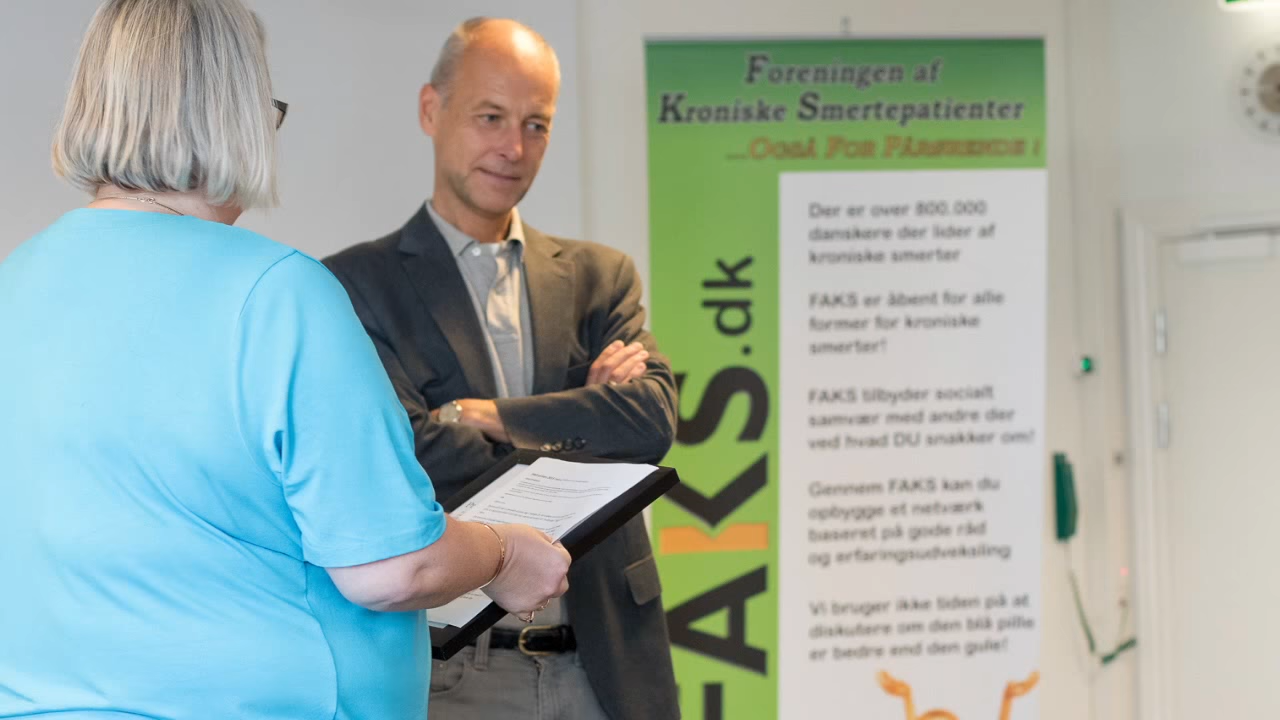 Foreningen af
Kroniske Smertepatienter
...Også For Pårørende !
FAKS.dk
Der er over 800.000
danskere der lider af
kroniske smerter
FAKS er åbent for alle
former for kroniske
smerter!
FAKS tilbyder socialt
samvær med andre der
ved hvad DU snakker om!
Gennem FAKS kan du
opbygge et netværk
baseret på gode råd
og erfaringsudveksling
Vi bruger ikke tiden på at
diskutere om den blå pille
er bedre end den gule!